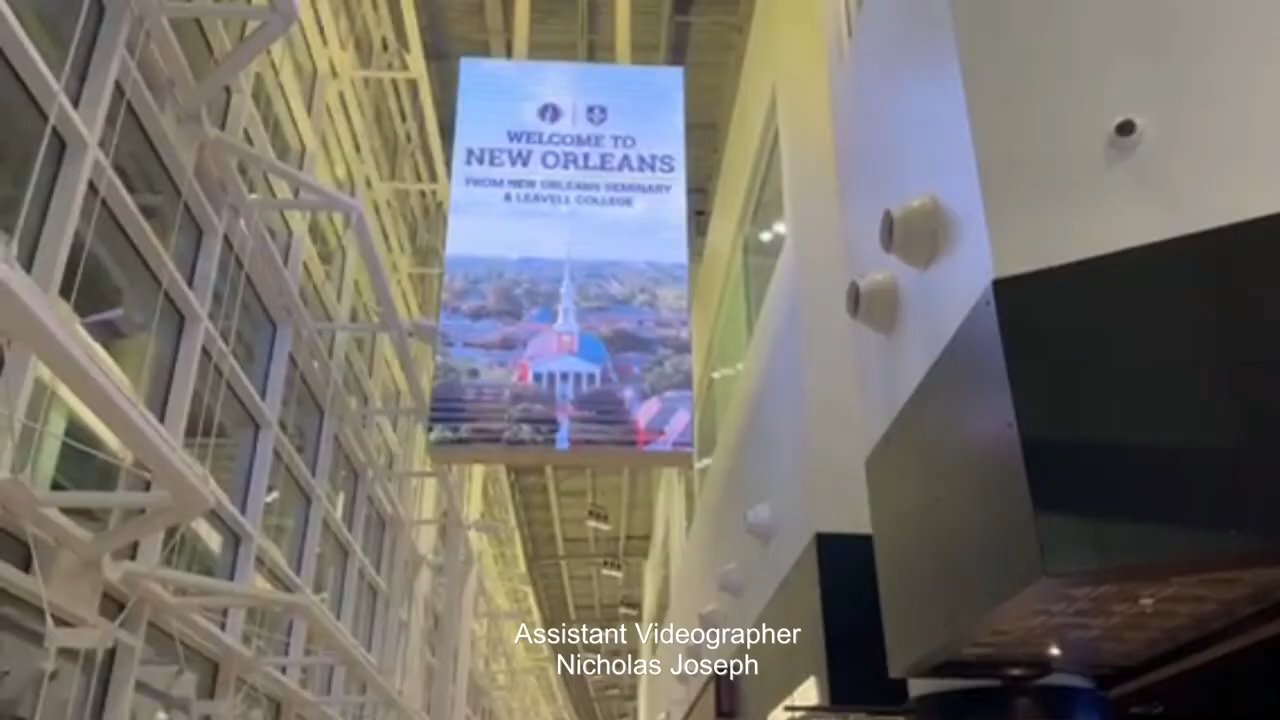 WELCOME TO
NEW ORLEANS
FROM NEW ORLEANS SEMINARY
& LEAVELL COLLEGE
Assistant Videographer
Nicholas Joseph